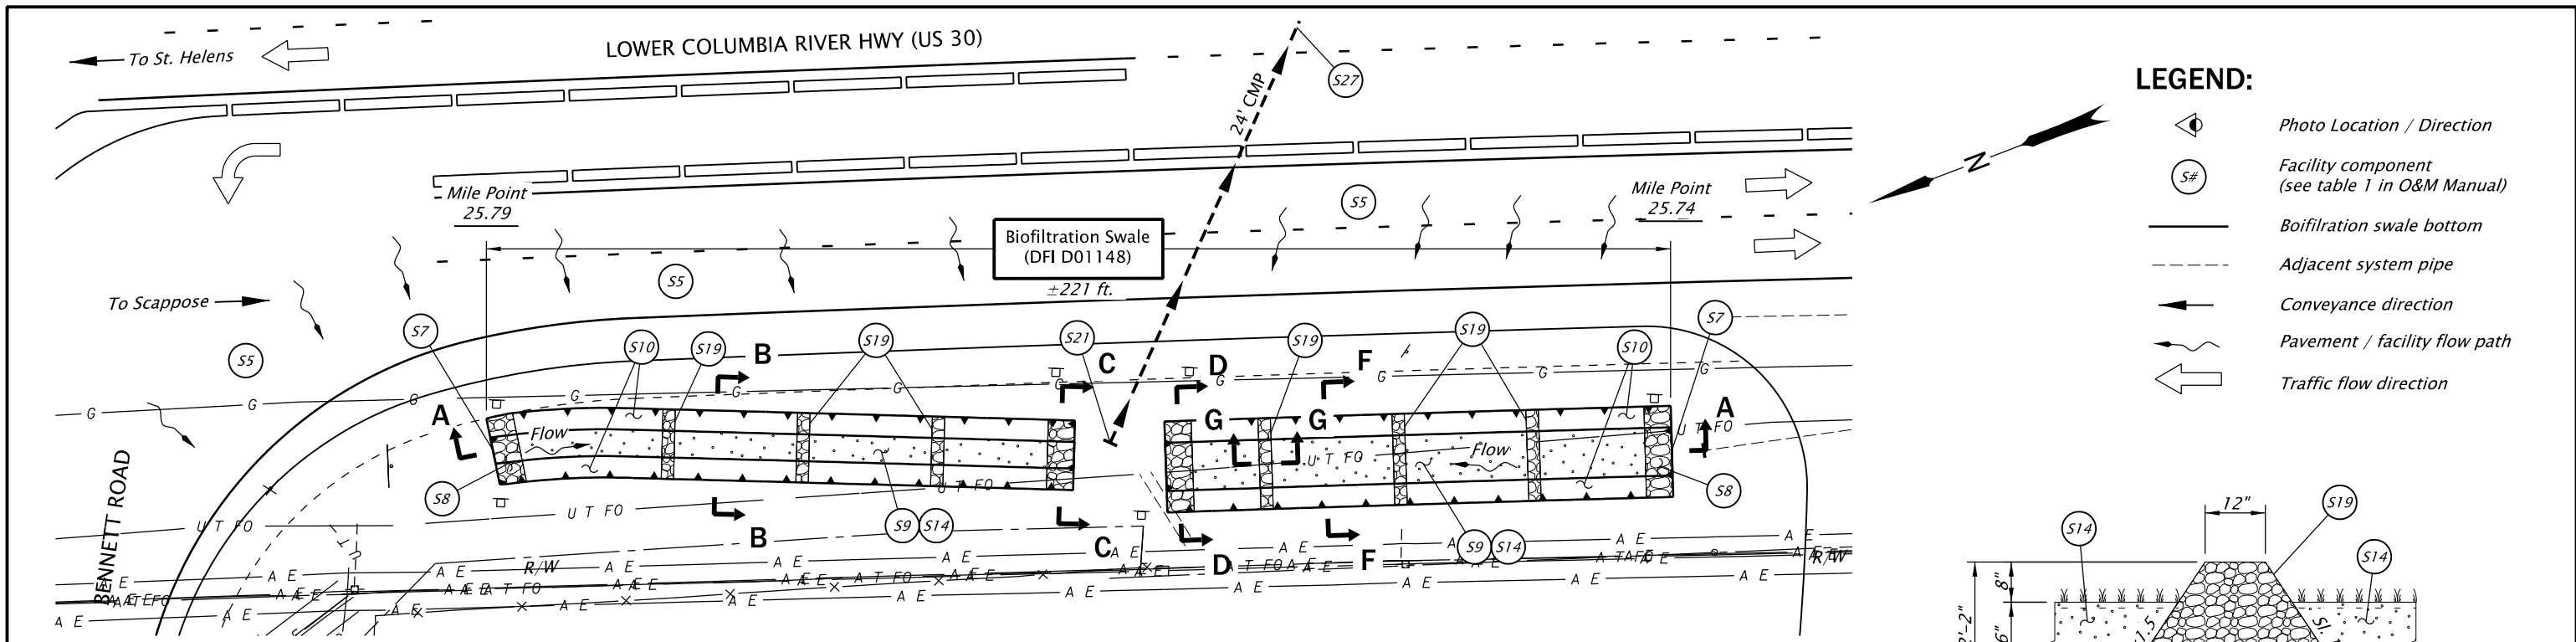 LOWER COLUMBIA RIVER HWY (US 30)
To St. Helens
S27
24' CMP
Mile Point
25.79
Mile Point
25.74
S5
Biofiltration Swale
(DFI D01148)
±221 ft.
S5
To Scappose
S5
S7
S10
S19
B
S19
S21
C
D
S19
F
S19
S10
S7
G
G
G
G
G
G
G
G
G
G
A
Flow
G
G
Flow
A
U T FO
U T FO
S8
S8
U T FO
U T FO
U T FO
B
S9
S14
C
D
F
S9
S14
BENNETT ROAD
R/W
R/W
A E
A E
A E
A E
A E
A E
A E
A E
A E
A E
A E
A T FO
A E
A E
A E
A E
A E
A E
A E
A E
N
LEGEND:
Photo Location / Direction
S#
Facility component
(see table 1 in O&M Manual)
Boifilration swale bottom
Adjacent system pipe
Conveyance direction
Pavement / facility flow path
Traffic flow direction
12"
S19
S14
S14
8"
2'-2"
6"
1.5
Sl.